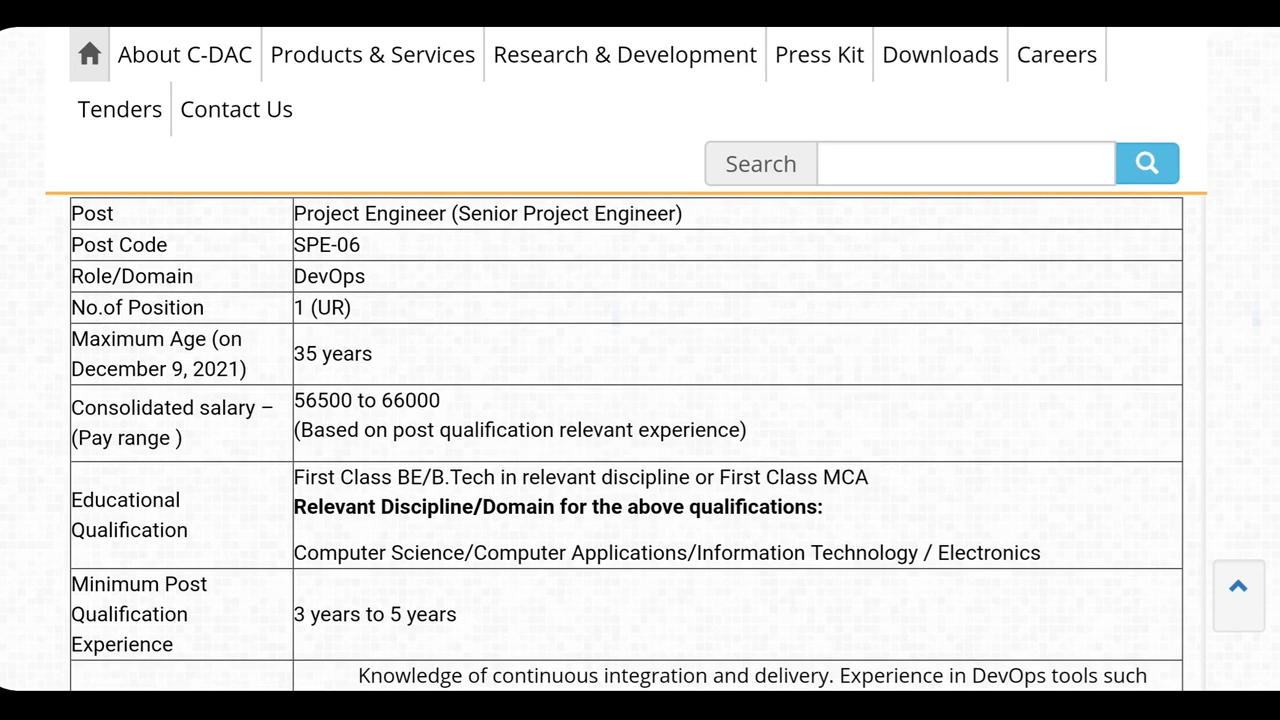 About C-DAC Products & Services Research & Development Press Kit Downloads Careers
Tenders Contact Us
Search
Post Project Engineer (Senior Project Engineer)
Post Code SPE-06
Role/Domain DevOps
No.of Position 1 (UR)
Maximum Age (on
December 9, 2021)
35 years
Consolidated salary –
(Pay range )
56500 to 66000
(Based on post qualification relevant experience)
Educational
Qualification
First Class BE/B.Tech in relevant discipline or First Class MCA
Relevant Discipline/Domain for the above qualifications:
Computer Science/Computer Applications/Information Technology / Electronics
Minimum Post
Qualification
Experience
3 years to 5 years
Knowledge of continuous integration and delivery. Experience in DevOps tools such